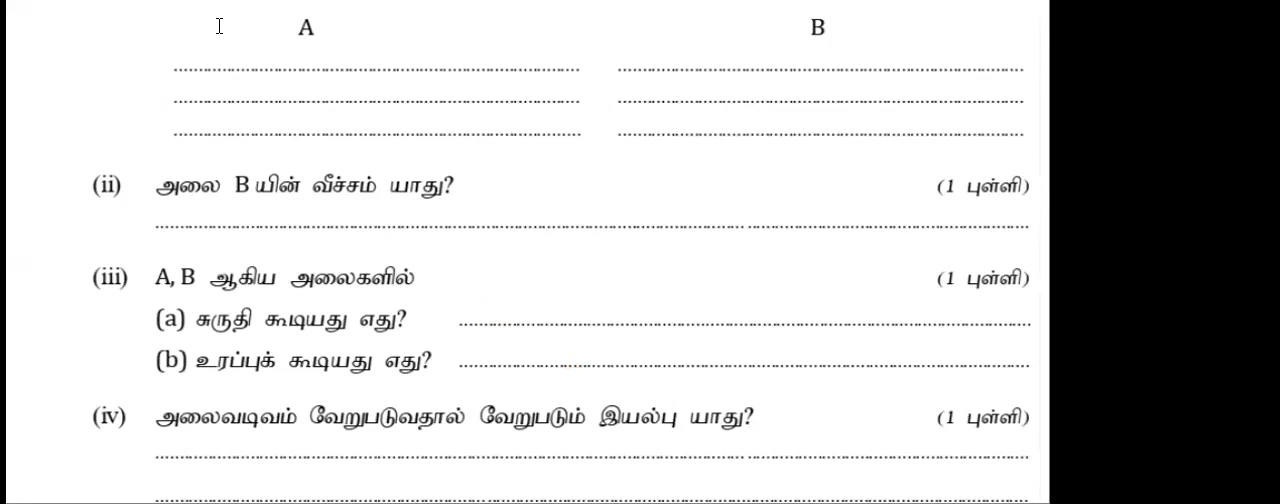 A B
(ii) அலை B யின் வீச்சம் யாது? (1 புள்ளி)
(iii) A, B ஆகிய அலைகளில் (1 புள்ளி)
(a) சுருதி கூடியது எது?
(b) உரப்புக் கூடியது எது?
(iv) அலைவடிவம் வேறுபடுவதால் வேறுபடும் இயல்பு யாது? (1 புள்ளி)